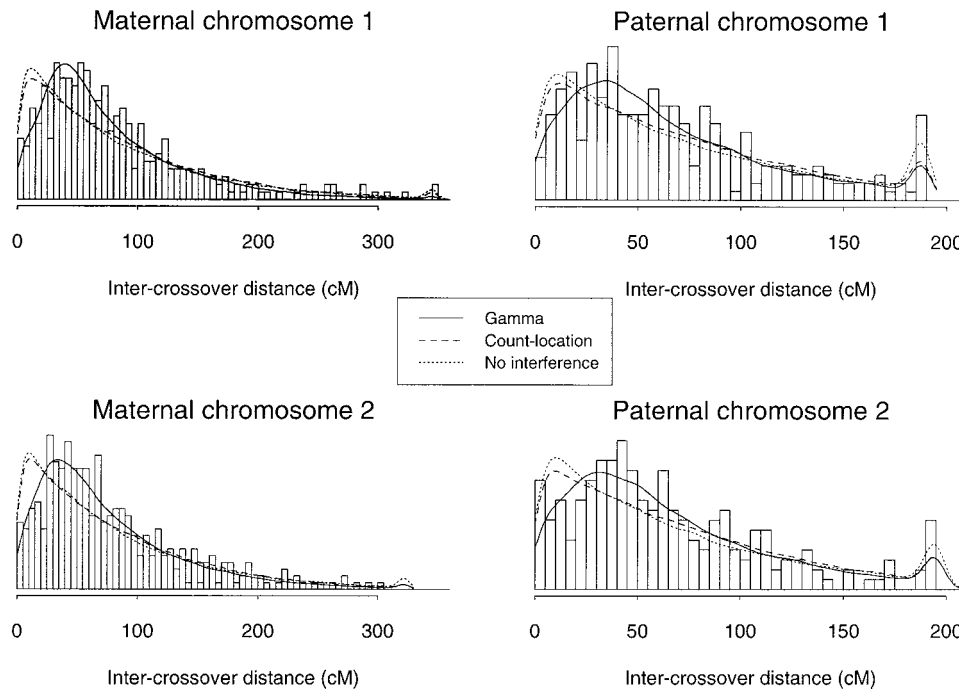 Maternal chromosome 1
0 100 200 300
Inter-crossover distance (cM)
Paternal chromosome 1
0 50 100 150 200
Inter-crossover distance (cM)
Gamma
Count-location
No interference
Maternal chromosome 2
0 100 200 300
Inter-crossover distance (cM)
Paternal chromosome 2
0 50 100 150 200
Inter-crossover distance (cM)